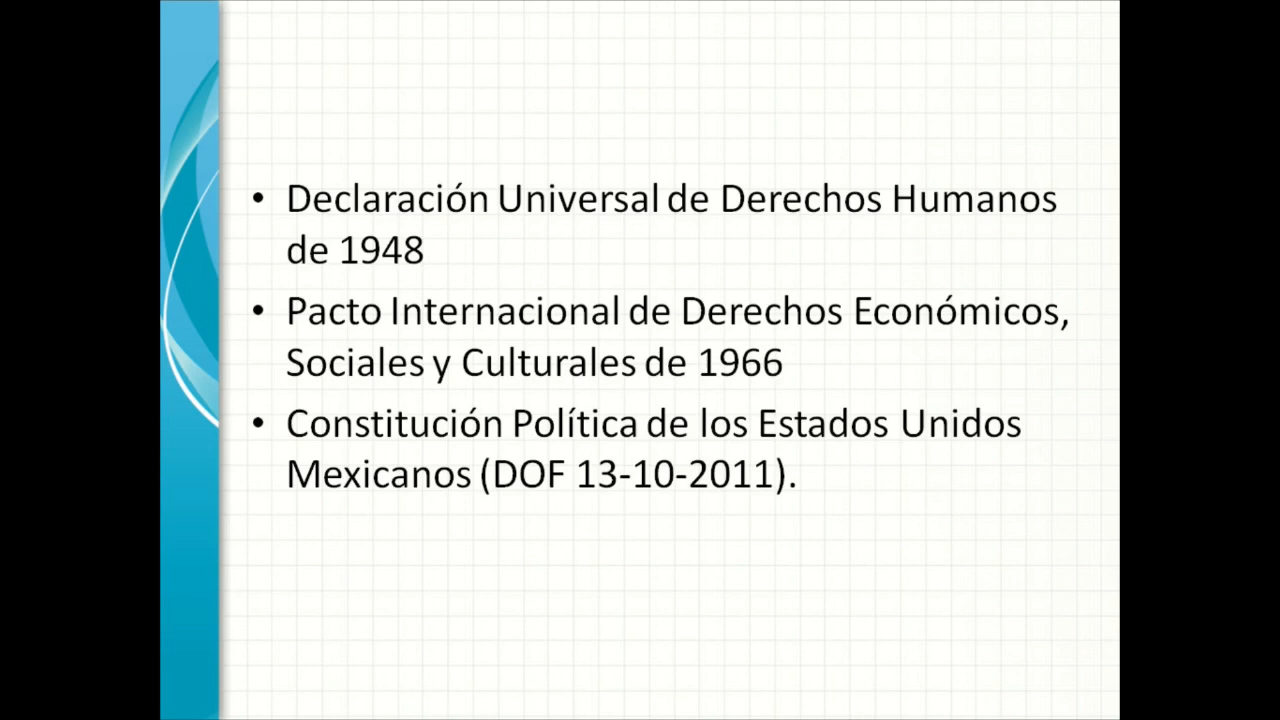 • Declaración Universal de Derechos Humanos
de 1948
• Pacto Internacional de Derechos Económicos,
Sociales y Culturales de 1966
• Constitución Política de los Estados Unidos
Mexicanos (DOF 13-10-2011).